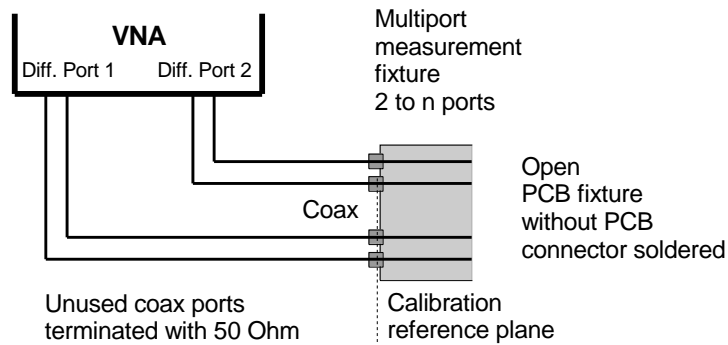 VNA
Diff. Port 1
Diff. Port 2
Multiport
measurement
fixture
2 to n ports
Coax
Open
PCB fixture
without PCB
connector soldered
Unused coax ports
terminated with 50 Ohm
Calibration
reference plane